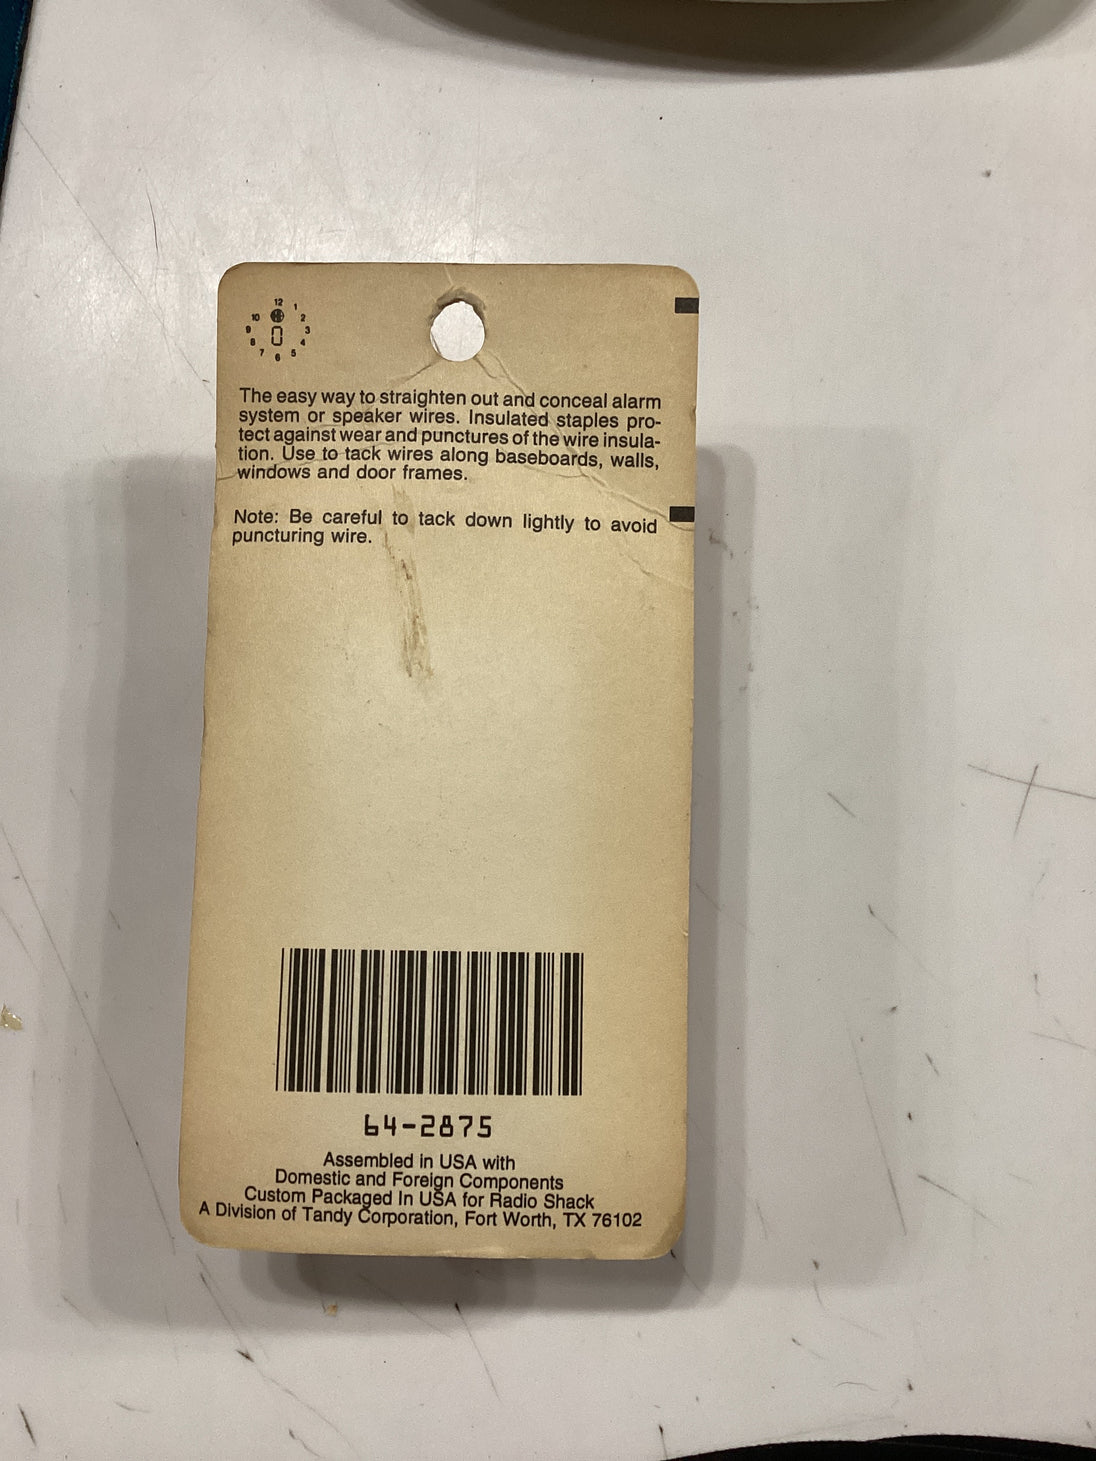 12
1
2
3
4
5
6
7
8
9
10
0
The easy way to straighten out and conceal alarm
system or speaker wires. Insulated staples pro-
tect against wear and punctures of the wire insula-
tion. Use to tack wires along baseboards, walls,
windows and door frames.
Note: Be careful to tack down lightly to avoid
puncturing wire.
64-2875
Assembled in USA with
Domestic and Foreign Components
Custom Packaged In USA for Radio Shack
A Division of Tandy Corporation, Fort Worth, TX 76102